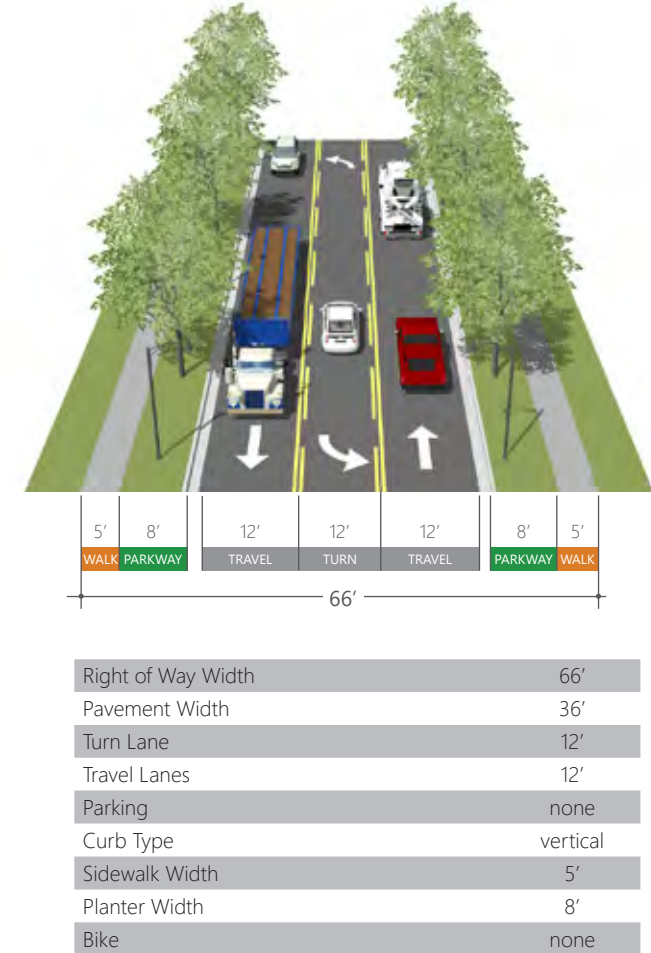 5′ 8′ 12′ 12′ 12′ 8′ 5′
WALK PARKWAY TRAVEL TURN TRAVEL PARKWAY WALK
66′
Right of Way Width 66′
Pavement Width 36′
Turn Lane 12′
Travel Lanes 12′
Parking none
Curb Type vertical
Sidewalk Width 5′
Planter Width 8′
Bike none